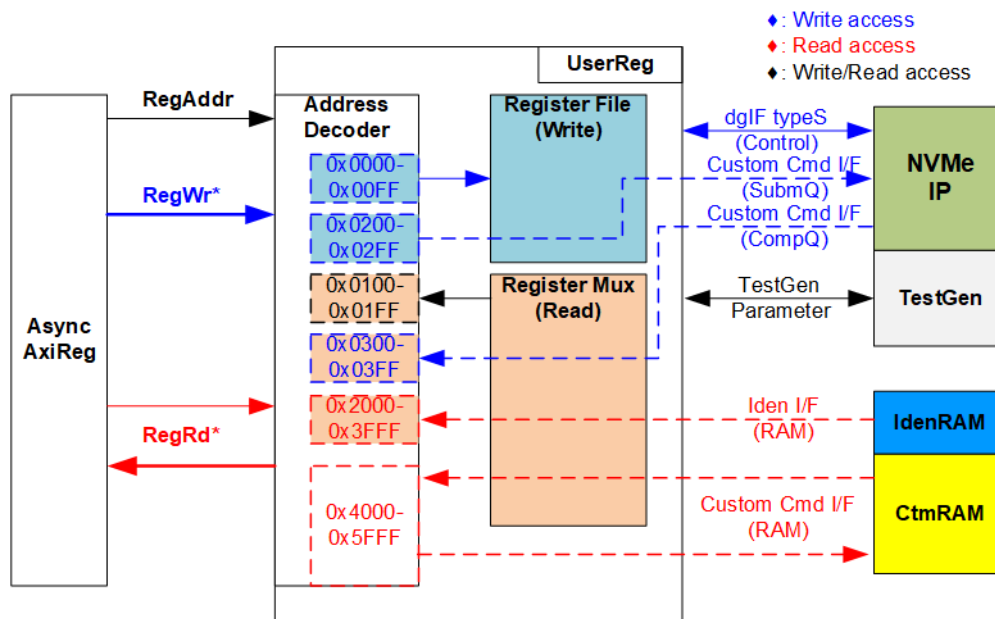 ♦: Write access
♦: Read access
♦: Write/Read access
UserReg
RegAddr
RegWr*
Async
AxiReg
RegRd*
Address
Decoder
0x0000-
0x00FF
0x0200-
02FF
0x0100-
0x01FF
0x0300-
0x03FF
0x2000-
0x3FFF
0x4000-
0x5FFF
Register File
(Write)
Register Mux
(Read)
dgIF typeS
(Control)
Custom Cmd I/F
(SubmQ)
Custom Cmd I/F
(CompQ)
TestGen
Parameter
Iden I/F
(RAM)
Custom Cmd I/F
(RAM)
NVMe
IP
TestGen
IdenRAM
CtmRAM